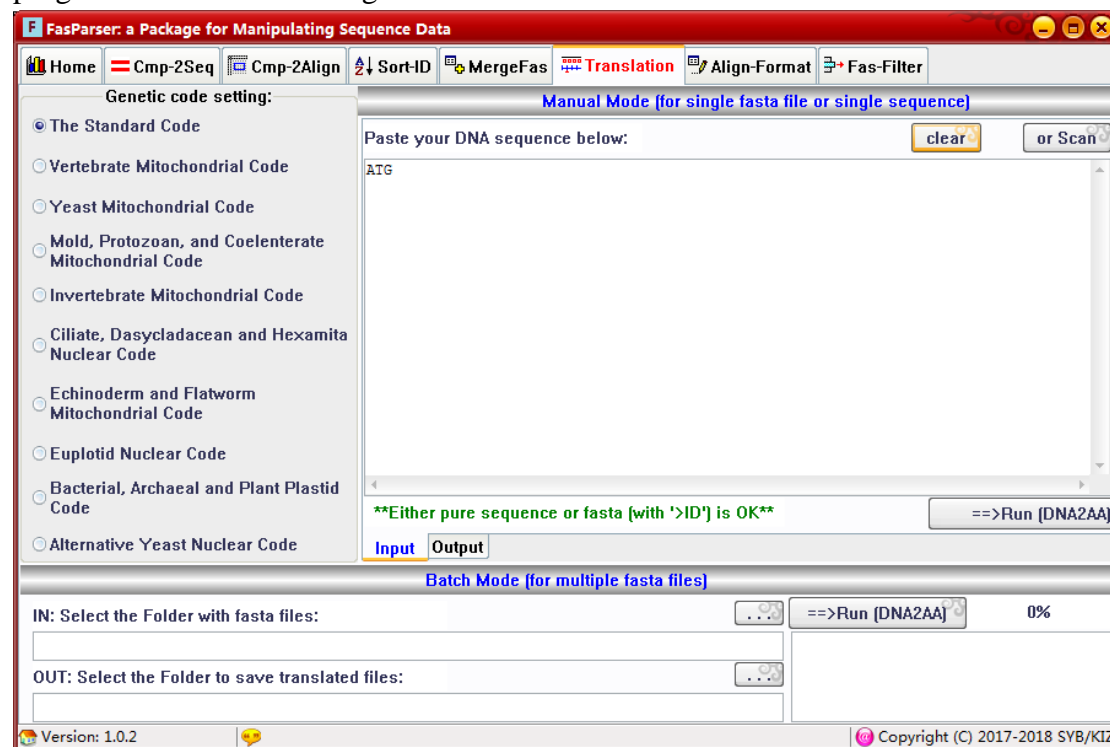 FasParser: a Package for Manipulating Sequence Data
Home Cmp-2Seq Cmp-2Align Sort-ID MergeFas Translation Align-Format Fas-Filter
Genetic code setting:
The Standard Code
Vertebrate Mitochondrial Code
Yeast Mitochondrial Code
Mold, Protozoan, and Coelenterate
Mitochondrial Code
Invertebrate Mitochondrial Code
Ciliate, Dasycladacean and Hexamita
Nuclear Code
Echinoderm and Flatworm
Mitochondrial Code
Euplotid Nuclear Code
Bacterial, Archaeal and Plant Plastid
Code
Alternative Yeast Nuclear Code
Manual Mode (for single fasta file or single sequence)
Paste your DNA sequence below: clear or Scan
ATG
**Either pure sequence or fasta (with '>ID') is OK** ==>Run (DNA2AA)
Input Output
Batch Mode (for multiple fasta files)
IN: Select the Folder with fasta files: ... ==>Run (DNA2AA) 0%
OUT: Select the Folder to save translated files: ...
Version: 1.0.2 Copyright (C) 2017-2018 SYB/KIZ